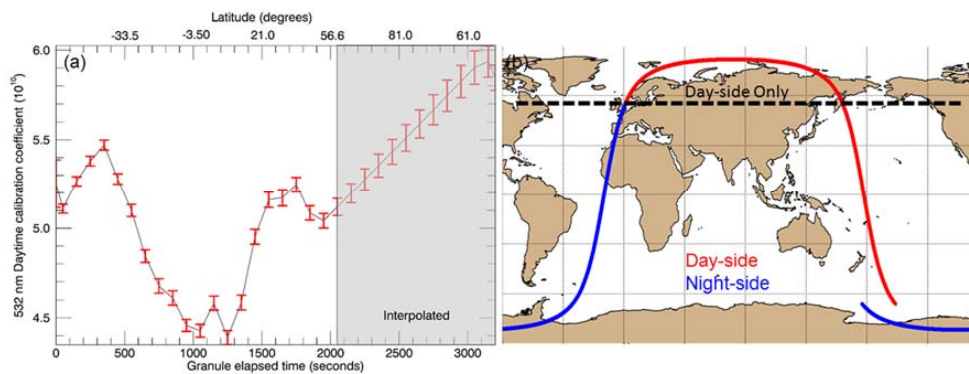 Latitude (degrees)
-33.5 -3.50 21.0 56.6 81.0 61.0
(a)
532 nm Daytime calibration coefficient (10¹⁰)
6.0
5.5
5.0
4.5
Interpolated
0 500 1000 1500 2000 2500 3000
Granule elapsed time (seconds)
(b)
Day-side Only
Day-side
Night-side